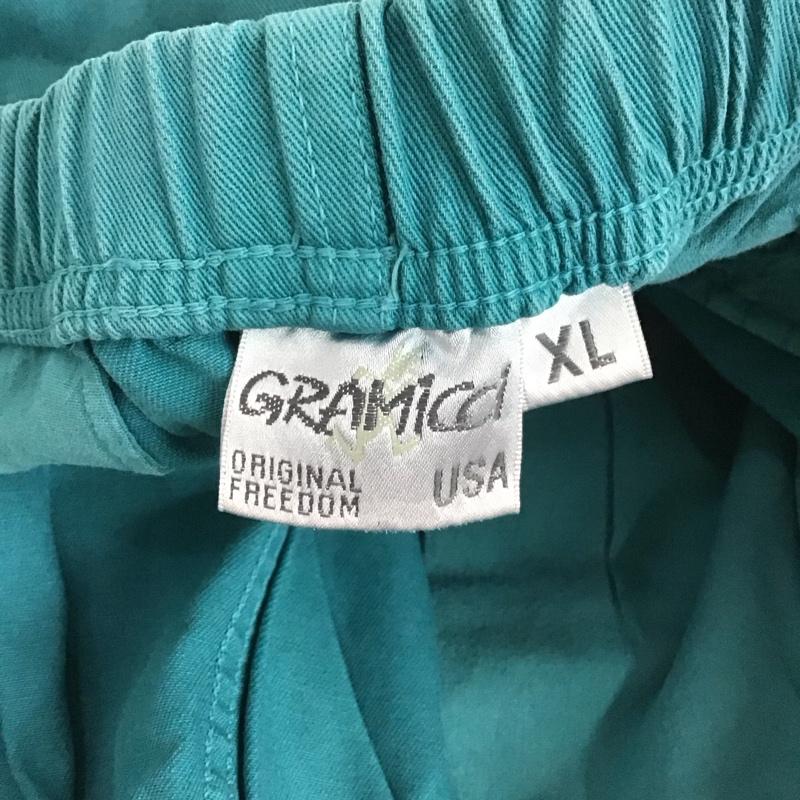 GRAMicci
ORIGINAL
FREEDOM
USA
XL